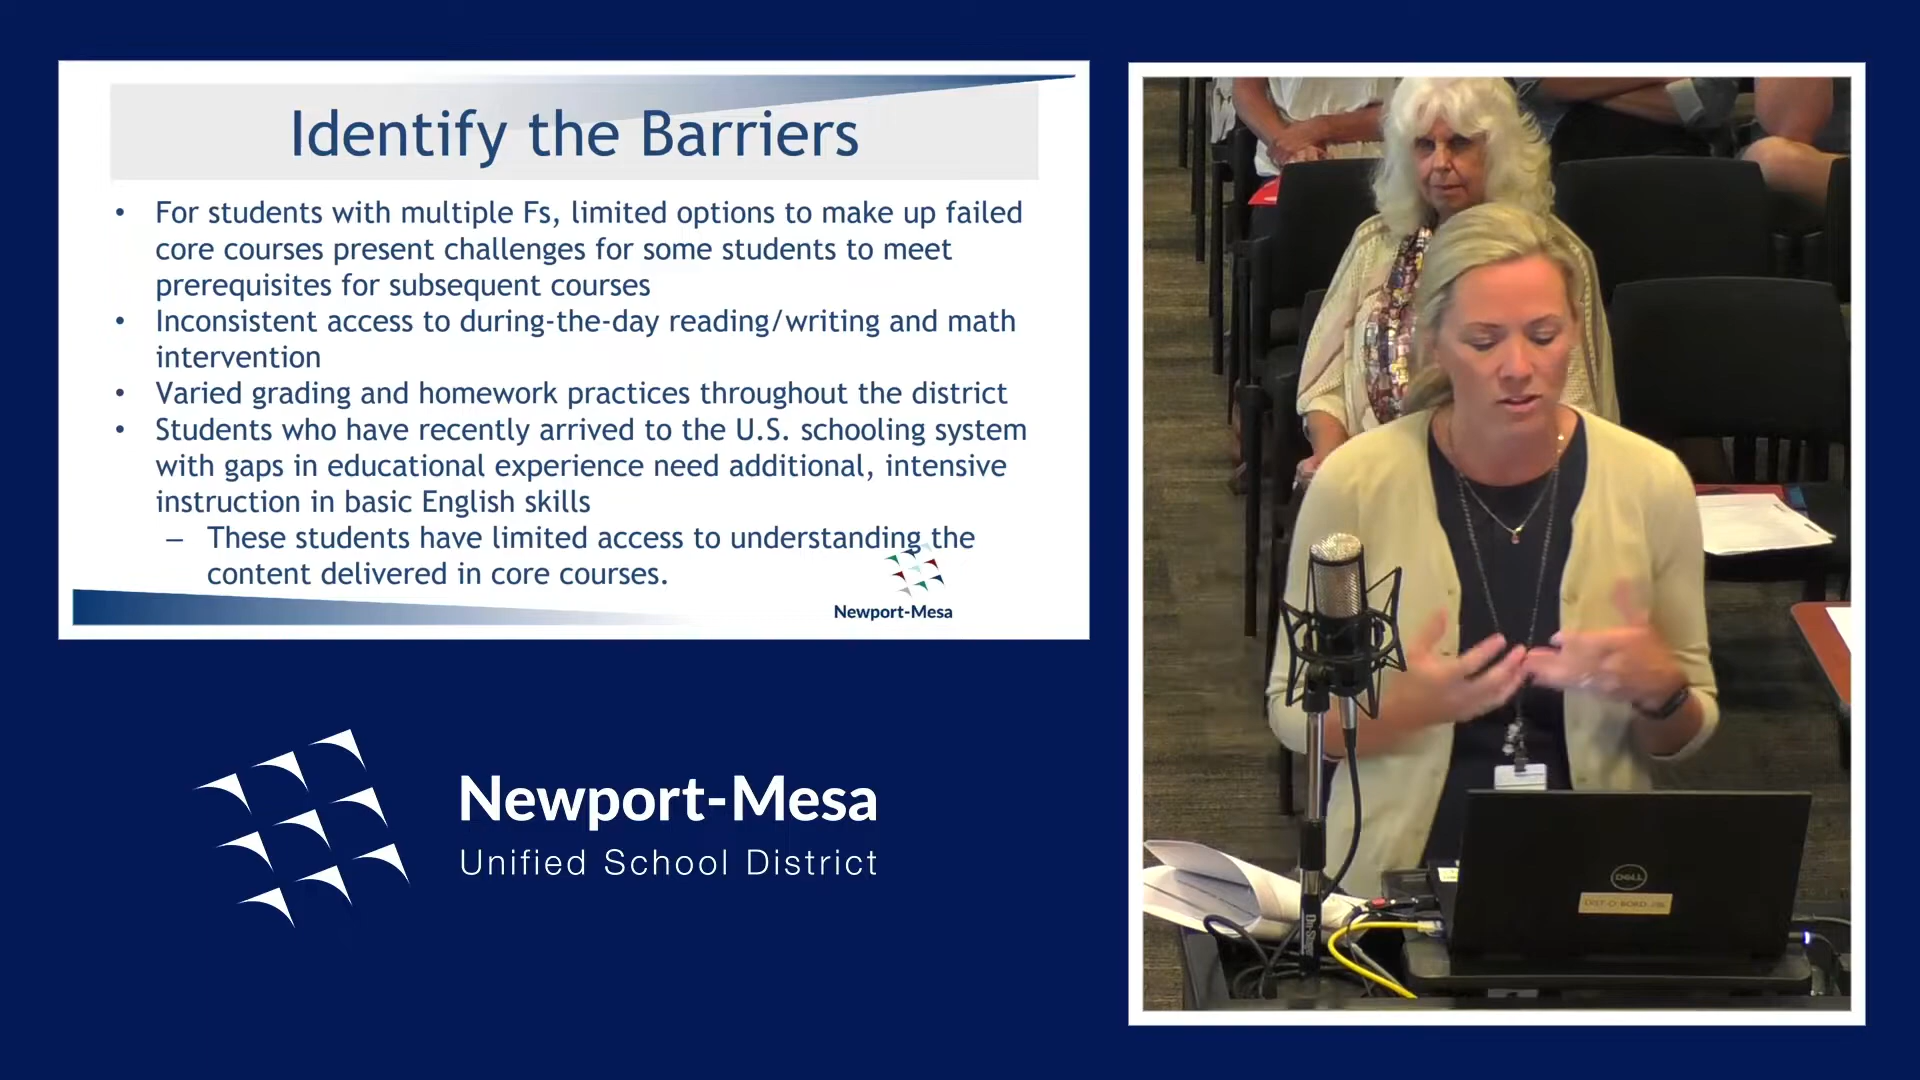 Identify the Barriers
• For students with multiple Fs, limited options to make up failed
core courses present challenges for some students to meet
prerequisites for subsequent courses
• Inconsistent access to during-the-day reading/writing and math
intervention
• Varied grading and homework practices throughout the district
• Students who have recently arrived to the U.S. schooling system
with gaps in educational experience need additional, intensive
instruction in basic English skills
– These students have limited access to understanding the
content delivered in core courses.
Newport-Mesa
Newport-Mesa
Unified School District
On-Stage
DELL